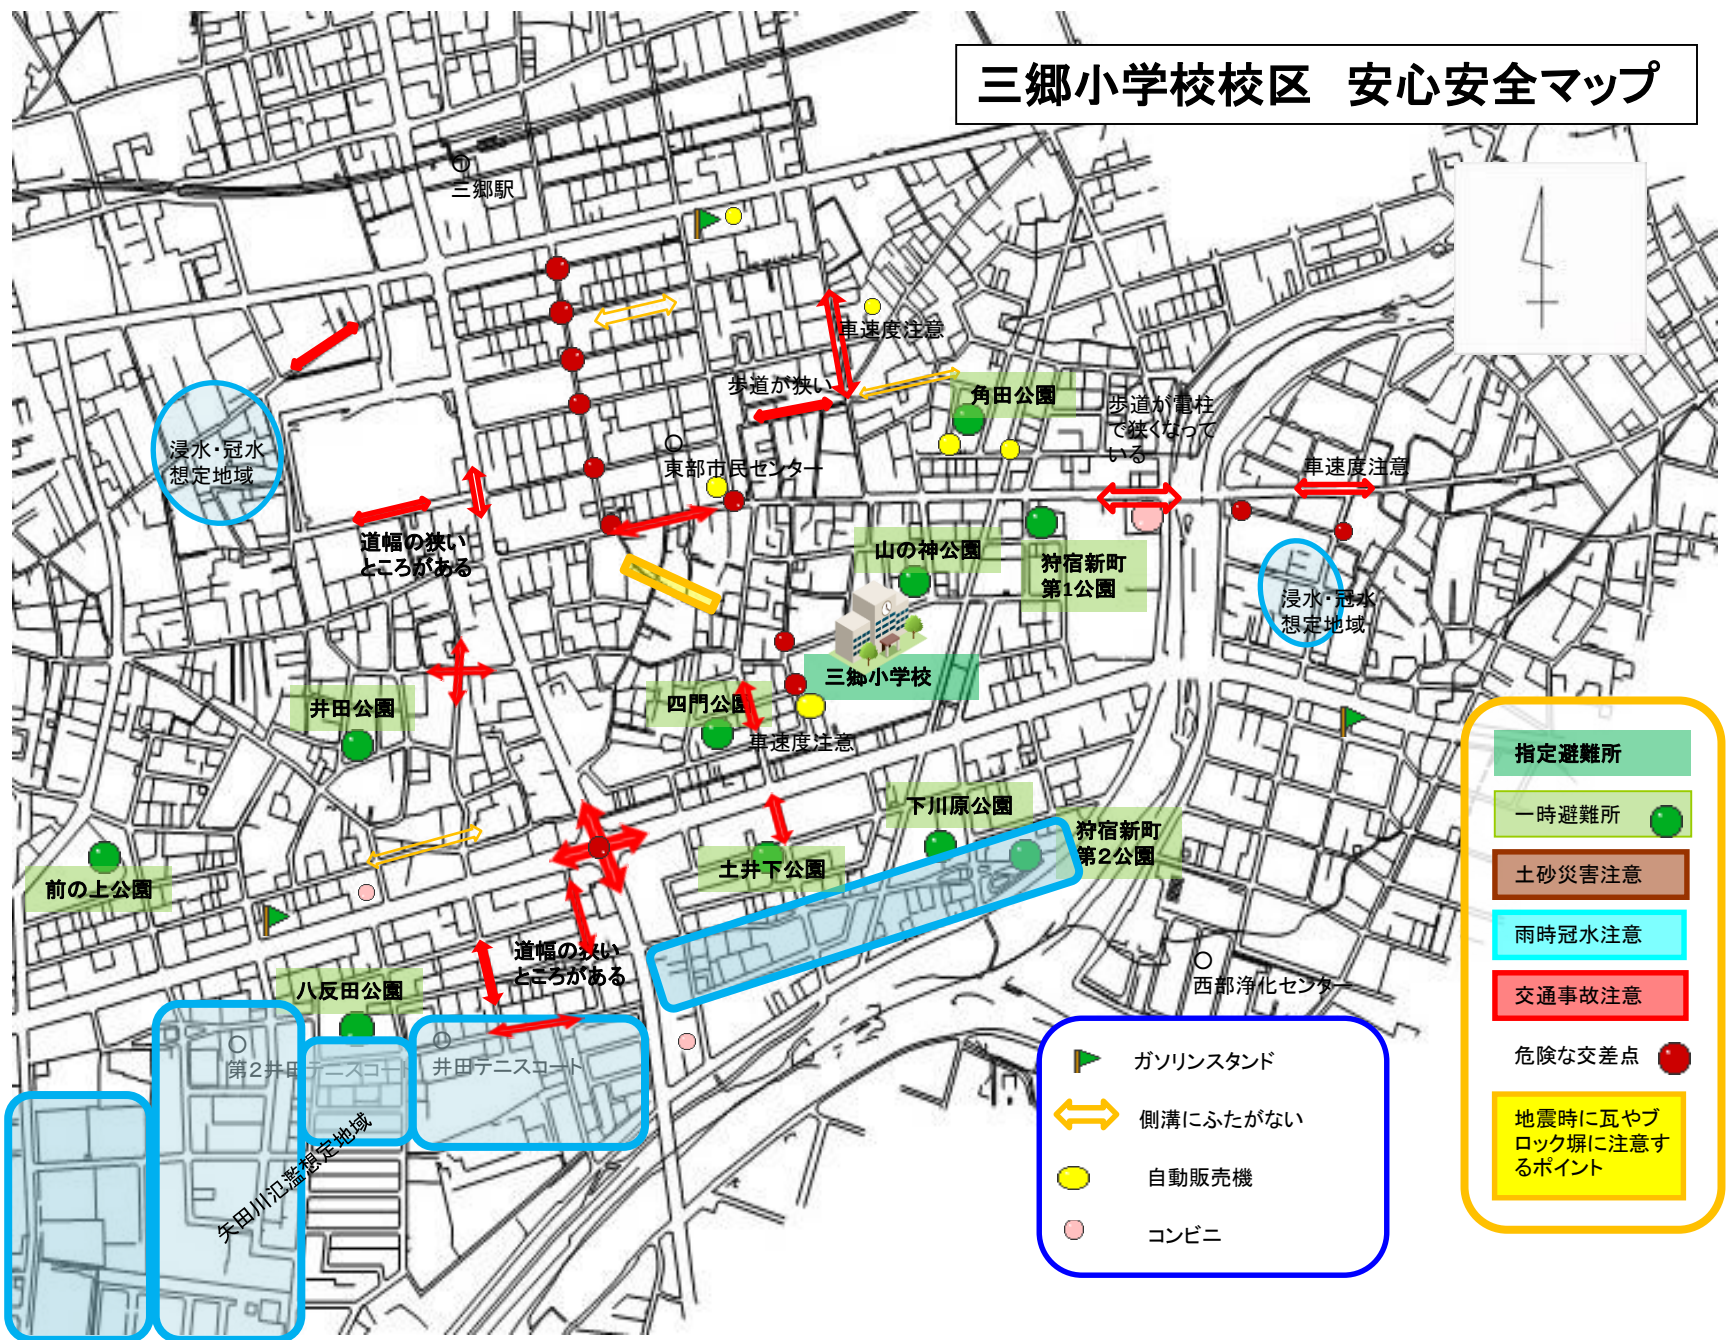 三郷小学校校区　安心安全マップ
三郷駅
車速度注意
歩道が狭い
角田公園
歩道が電柱
で狭くなって
いる
浸水・冠水
想定地域
東部市民センター
車速度注意
道幅の狭い
ところがある
山の神公園
狩宿新町
第1公園
浸水・冠水
想定地域
三郷小学校
井田公園
四門公園
車速度注意
下川原公園
狩宿新町
第2公園
土井下公園
前の上公園
道幅の狭い
ところがある
八反田公園
西部浄化センター
第2井田テニスコート
井田テニスコート
矢田川氾濫想定地域
指定避難所
一時避難所
土砂災害注意
雨時冠水注意
交通事故注意
危険な交差点
地震時に瓦やブ
ロック塀に注意す
るポイント
ガソリンスタンド
側溝にふたがない
自動販売機
コンビニ